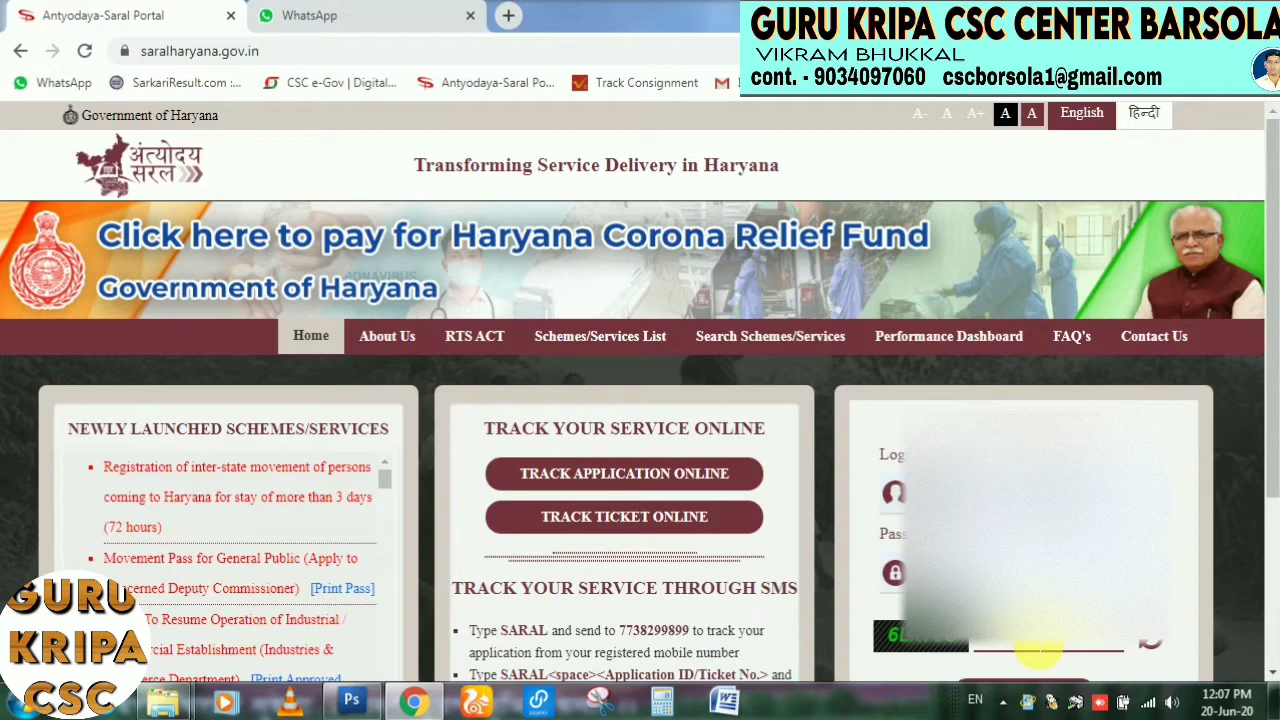 Antyodaya-Saral Portal
WhatsApp
saralharyana.gov.in
GURU KRIPA CSC CENTER BARSOLA
VIKRAM BHUKKAL
cont. - 9034097060 cscborsola1@gmail.com
WhatsApp
SarkariResult.com :...
CSC e-Gov | Digital...
Antyodaya-Saral Po...
Track Consignment
Government of Haryana
A- A A+ A A English हिन्दी
अंत्योदय
सरल
Transforming Service Delivery in Haryana
Click here to pay for Haryana Corona Relief Fund
Government of Haryana
Home About Us RTS ACT Schemes/Services List Search Schemes/Services Performance Dashboard FAQ's Contact Us
NEWLY LAUNCHED SCHEMES/SERVICES
Registration of inter-state movement of persons
coming to Haryana for stay of more than 3 days
(72 hours)
Movement Pass for General Public (Apply to
Deputy Commissioner) [Print Pass]
To Resume Operation of Industrial /
Establishment (Industries &
Department) [Print Approved
TRACK YOUR SERVICE ONLINE
TRACK APPLICATION ONLINE
TRACK TICKET ONLINE
TRACK YOUR SERVICE THROUGH SMS
Type SARAL and send to 7738299899 to track your
application from your registered mobile number
Type SARAL<space><Application ID/Ticket No.> and
Log
Pass
GURU
KRIPA
CSC
Ps
W
EN
12:07 PM
20-Jun-20